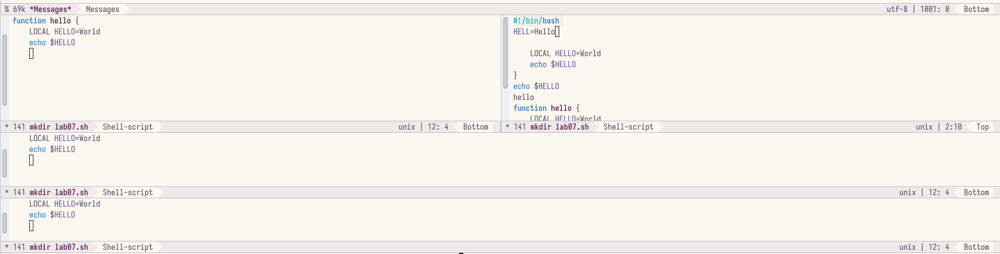 % 69k *Messages* Messages utf-8 | 1001: 0 Bottom
function hello {
    LOCAL HELLO=World
    echo $HELLO
#!/bin/bash
HELL=Hello
    LOCAL HELLO=World
    echo $HELLO
}
echo $HELLO
hello
function hello {
    LOCAL HELLO=World
* 141 mkdir lab07.sh Shell-script unix | 12: 4 Bottom
* 141 mkdir lab07.sh Shell-script unix | 2:10 Top
    LOCAL HELLO=World
    echo $HELLO
* 141 mkdir lab07.sh Shell-script unix | 12: 4 Bottom
    LOCAL HELLO=World
    echo $HELLO
* 141 mkdir lab07.sh Shell-script unix | 12: 4 Bottom